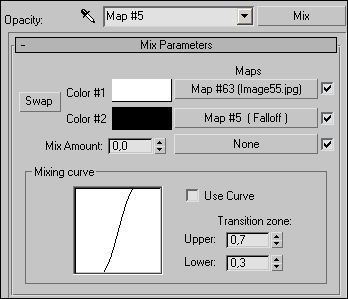 Opacity: Map #5 Mix
- Mix Parameters
Maps
Swap Color #1 Map #63 (Image55.jpg)
Color #2 Map #5 ( Falloff )
Mix Amount: 0,0 None
Mixing curve
Use Curve
Transition zone:
Upper: 0,7
Lower: 0,3